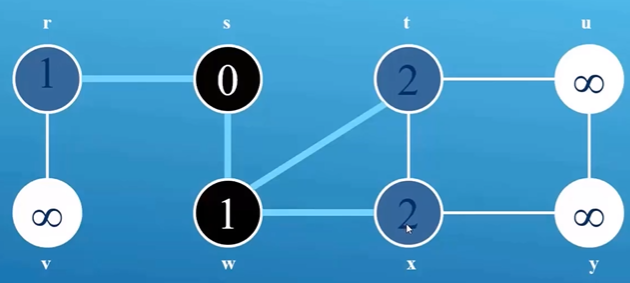 r s t u
1 0 2 ∞
∞ 1 2 ∞
v w x y